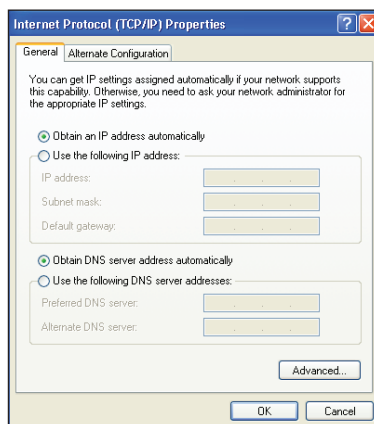 Internet Protocol (TCP/IP) Properties
General
Alternate Configuration
You can get IP settings assigned automatically if your network supports
this capability. Otherwise, you need to ask your network administrator for
the appropriate IP settings.
Obtain an IP address automatically
Use the following IP address:
IP address:
Subnet mask:
Default gateway:
Obtain DNS server address automatically
Use the following DNS server addresses:
Preferred DNS server:
Alternate DNS server:
Advanced...
OK
Cancel